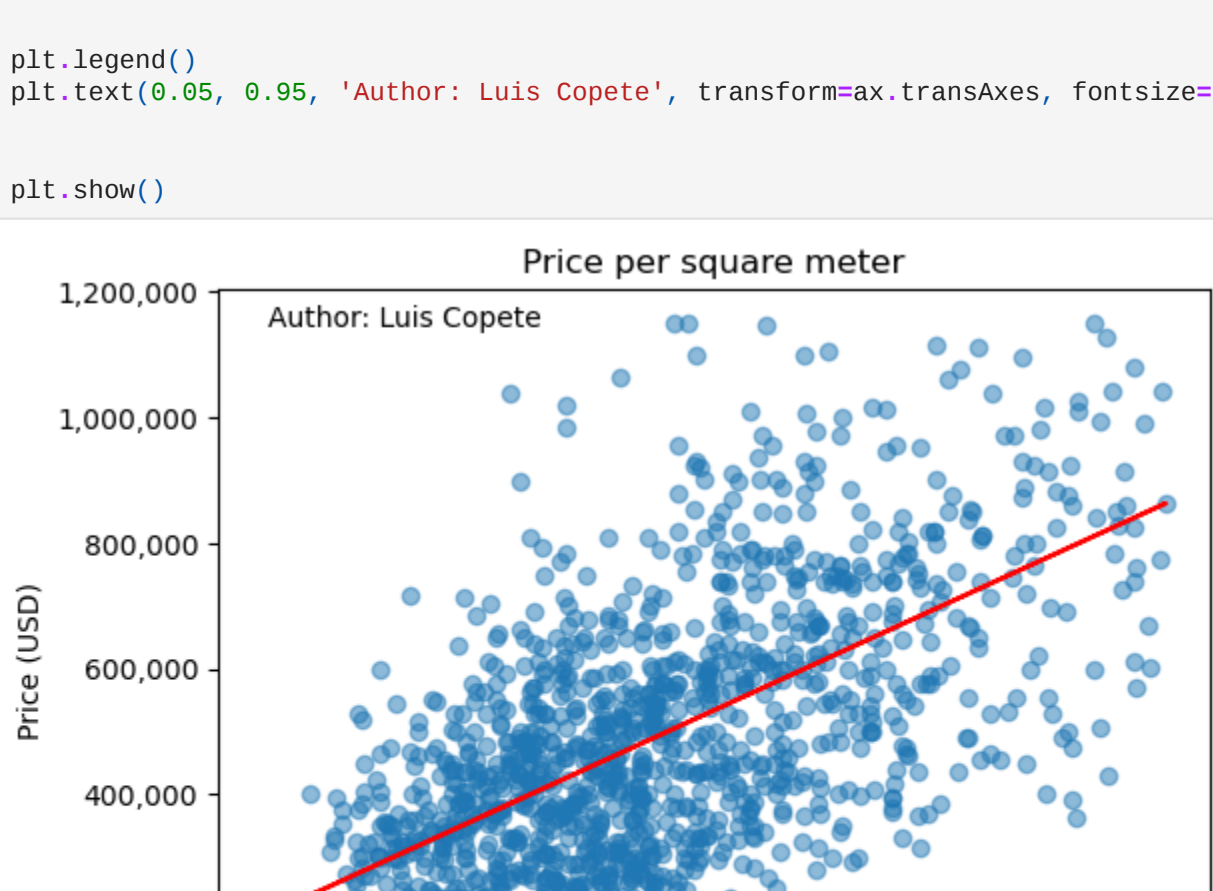 plt.legend()
plt.text(0.05, 0.95, 'Author: Luis Copete', transform=ax.transAxes, fontsize=
plt.show()
Price per square meter
1,200,000
Author: Luis Copete
1,000,000
800,000
Price (USD)
600,000
400,000